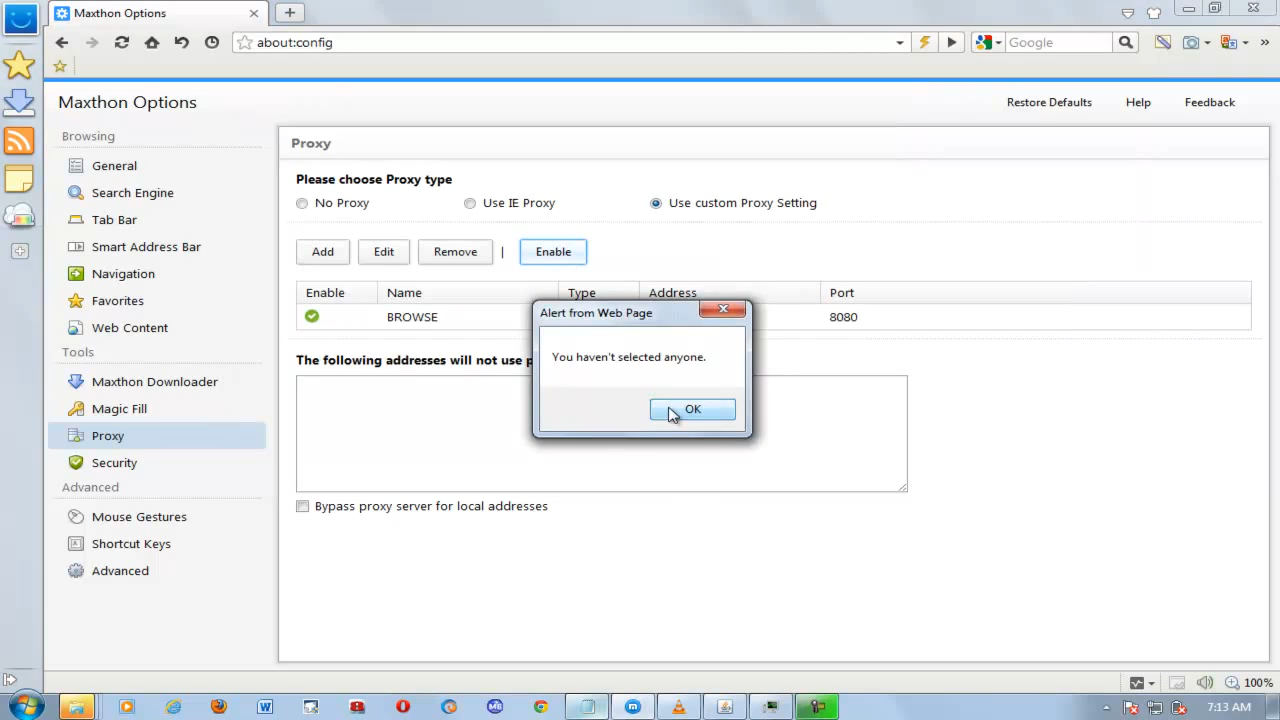 Maxthon Options
about:config
Google
Maxthon Options
Restore Defaults
Help
Feedback
Browsing
General
Search Engine
Tab Bar
Smart Address Bar
Navigation
Favorites
Web Content
Tools
Maxthon Downloader
Magic Fill
Proxy
Security
Advanced
Mouse Gestures
Shortcut Keys
Advanced
Proxy
Please choose Proxy type
No Proxy
Use IE Proxy
Use custom Proxy Setting
Add
Edit
Remove
|
Enable
Enable
Name
Type
Address
Port
BROWSE
8080
The following addresses will not use p
Bypass proxy server for local addresses
Alert from Web Page
You haven't selected anyone.
OK
100%
7:13 AM